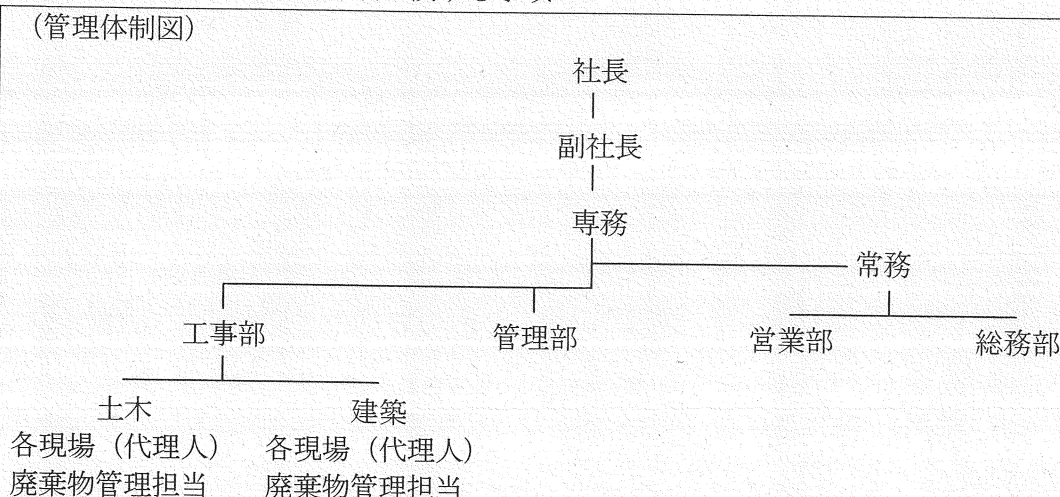 （管理体制図）
社長
副社長
専務
常務
工事部
管理部
営業部
総務部
土木
建築
各現場（代理人）
各現場（代理人）
廃棄物管理担当
廃棄物管理担当